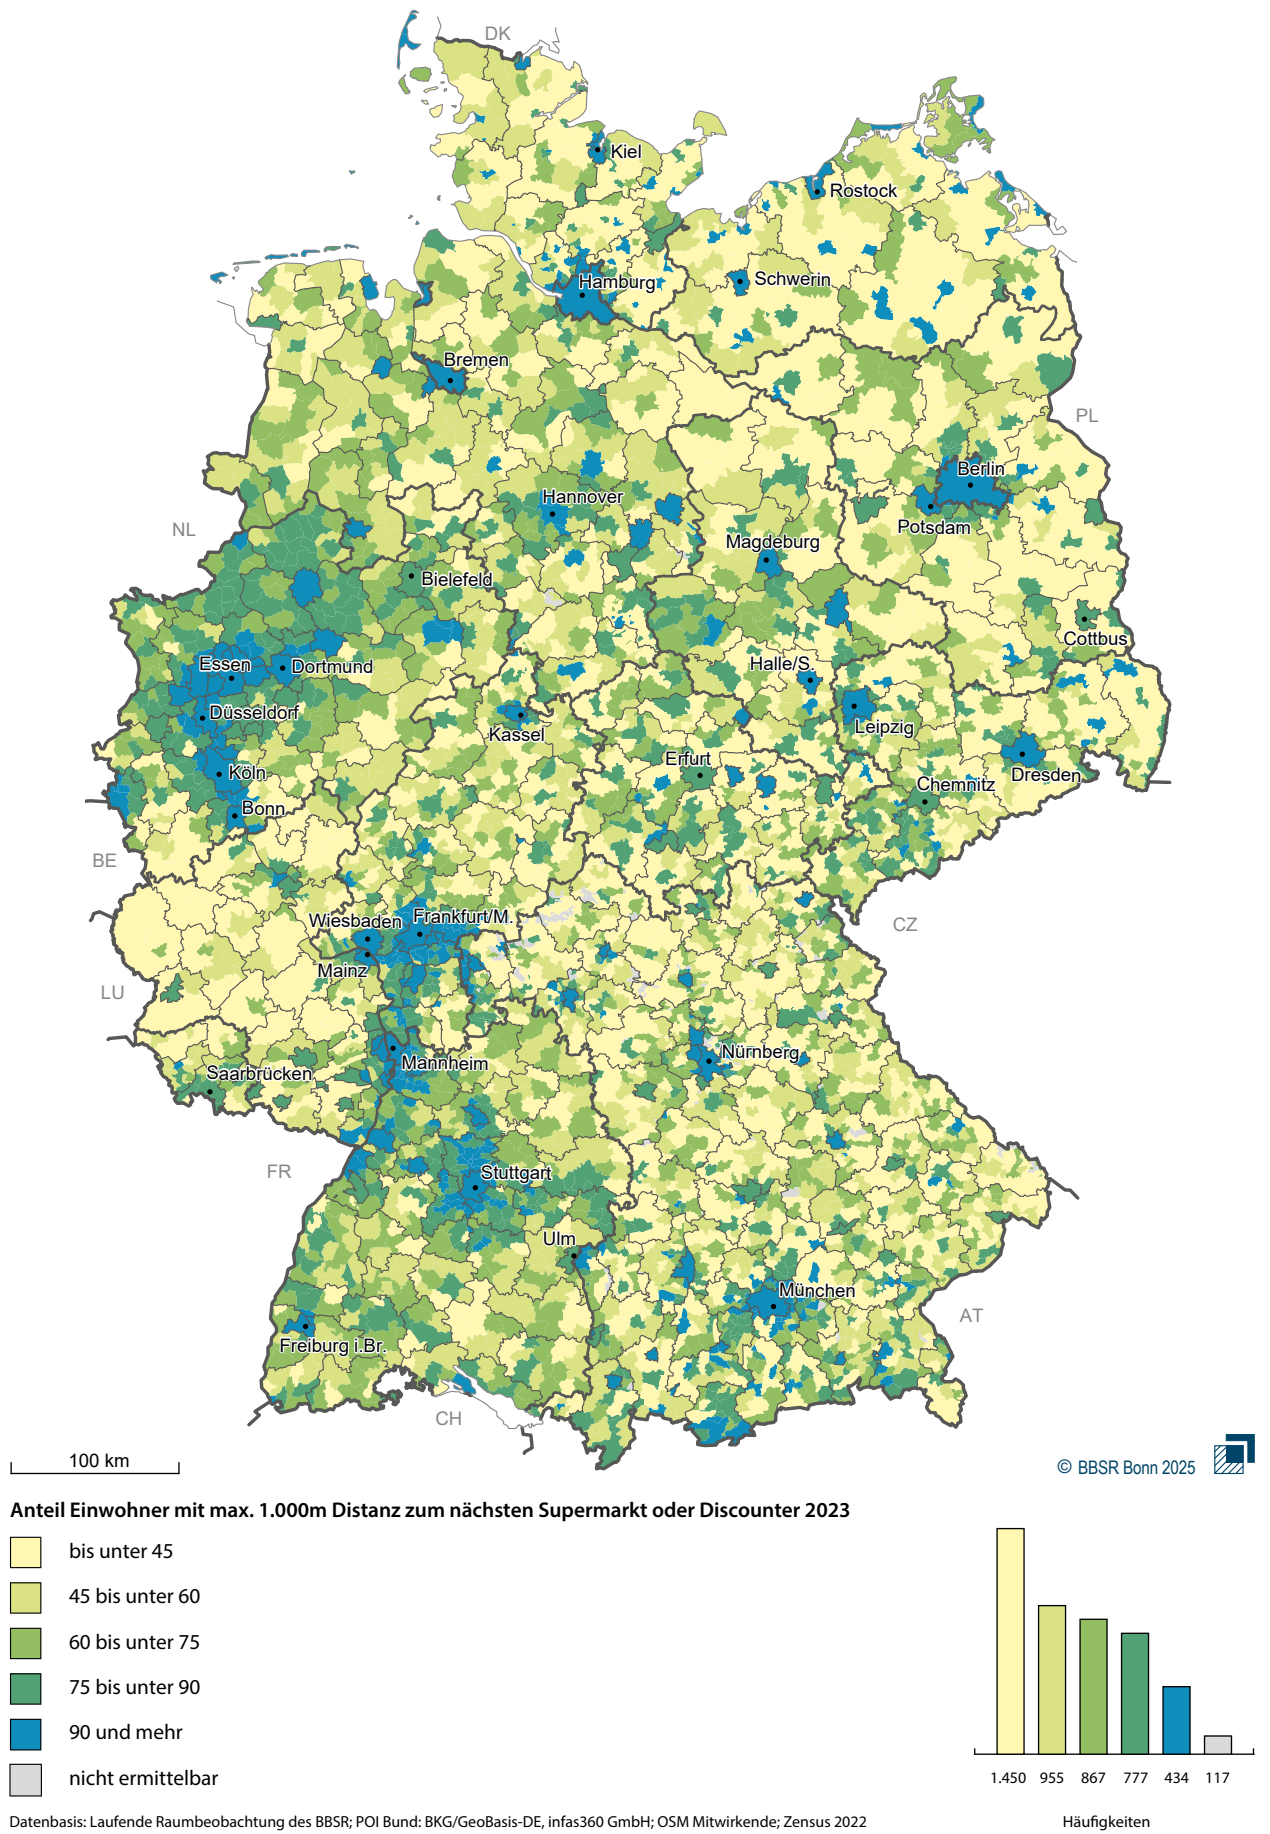 DK
Kiel
Rostock
Hamburg
Schwerin
Bremen
PL
Berlin
Hannover
NL
Potsdam
Magdeburg
Bielefeld
Cottbus
Essen
Dortmund
Halle/S.
Düsseldorf
Leipzig
Kassel
Erfurt
Köln
Dresden
Chemnitz
Bonn
BE
Wiesbaden
Frankfurt/M.
CZ
Mainz
LU
Nürnberg
Mannheim
Saarbrücken
FR
Stuttgart
Ulm
München
AT
Freiburg i.Br.
CH
100 km
© BBSR Bonn 2025
Anteil Einwohner mit max. 1.000m Distanz zum nächsten Supermarkt oder Discounter 2023
bis unter 45
45 bis unter 60
60 bis unter 75
75 bis unter 90
90 und mehr
nicht ermittelbar
1.450 955 867 777 434 117
Häufigkeiten
Datenbasis: Laufende Raumbeobachtung des BBSR; POI Bund: BKG/GeoBasis-DE, infas360 GmbH; OSM Mitwirkende; Zensus 2022